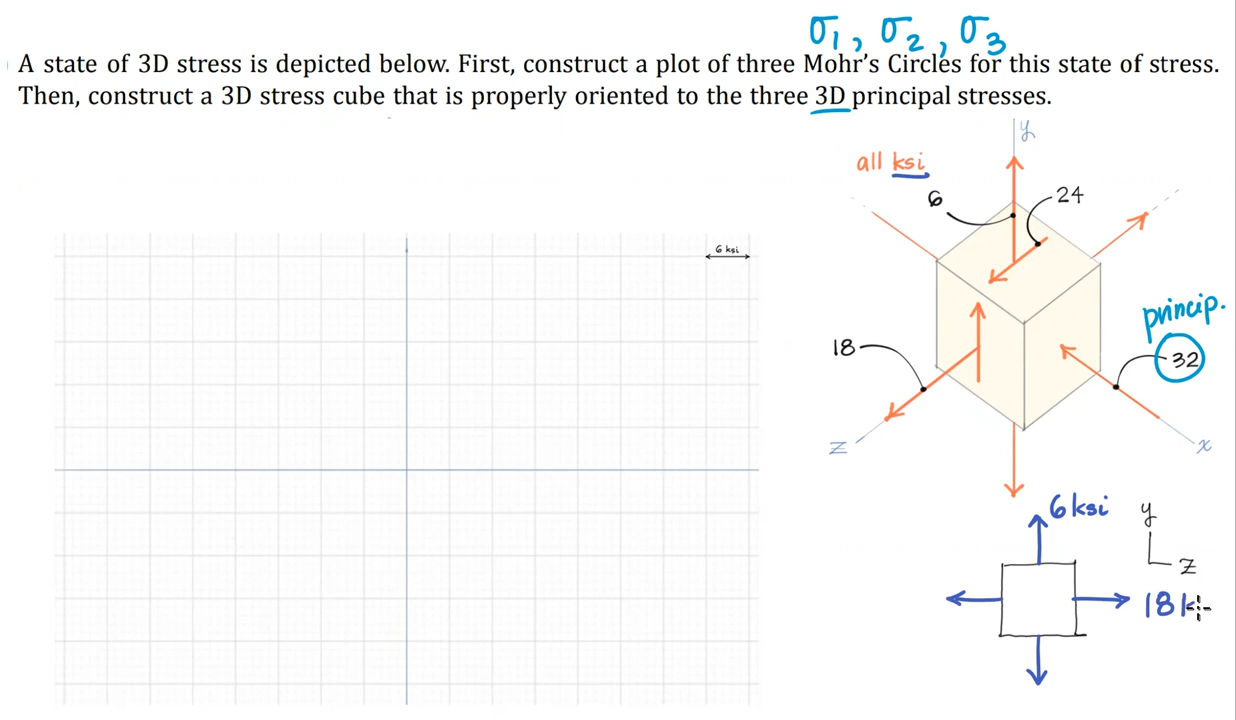 σ1, σ2, σ3
A state of 3D stress is depicted below. First, construct a plot of three Mohr’s Circles for this state of stress.
Then, construct a 3D stress cube that is properly oriented to the three 3D principal stresses.
y
all ksi
6
24
6 ksi
princip.
18
32
z
x
6 ksi
y
z
18 k